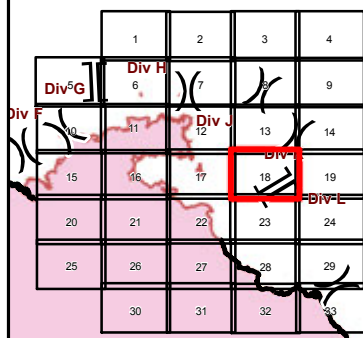 1 2 3 4
Div H
Div G 5 6 7 8 9
Div F 10 11 12 Div J 13 14
15 16 17 18 19
Div L
20 21 22 23 24
25 26 27 28 29
30 31 32 33